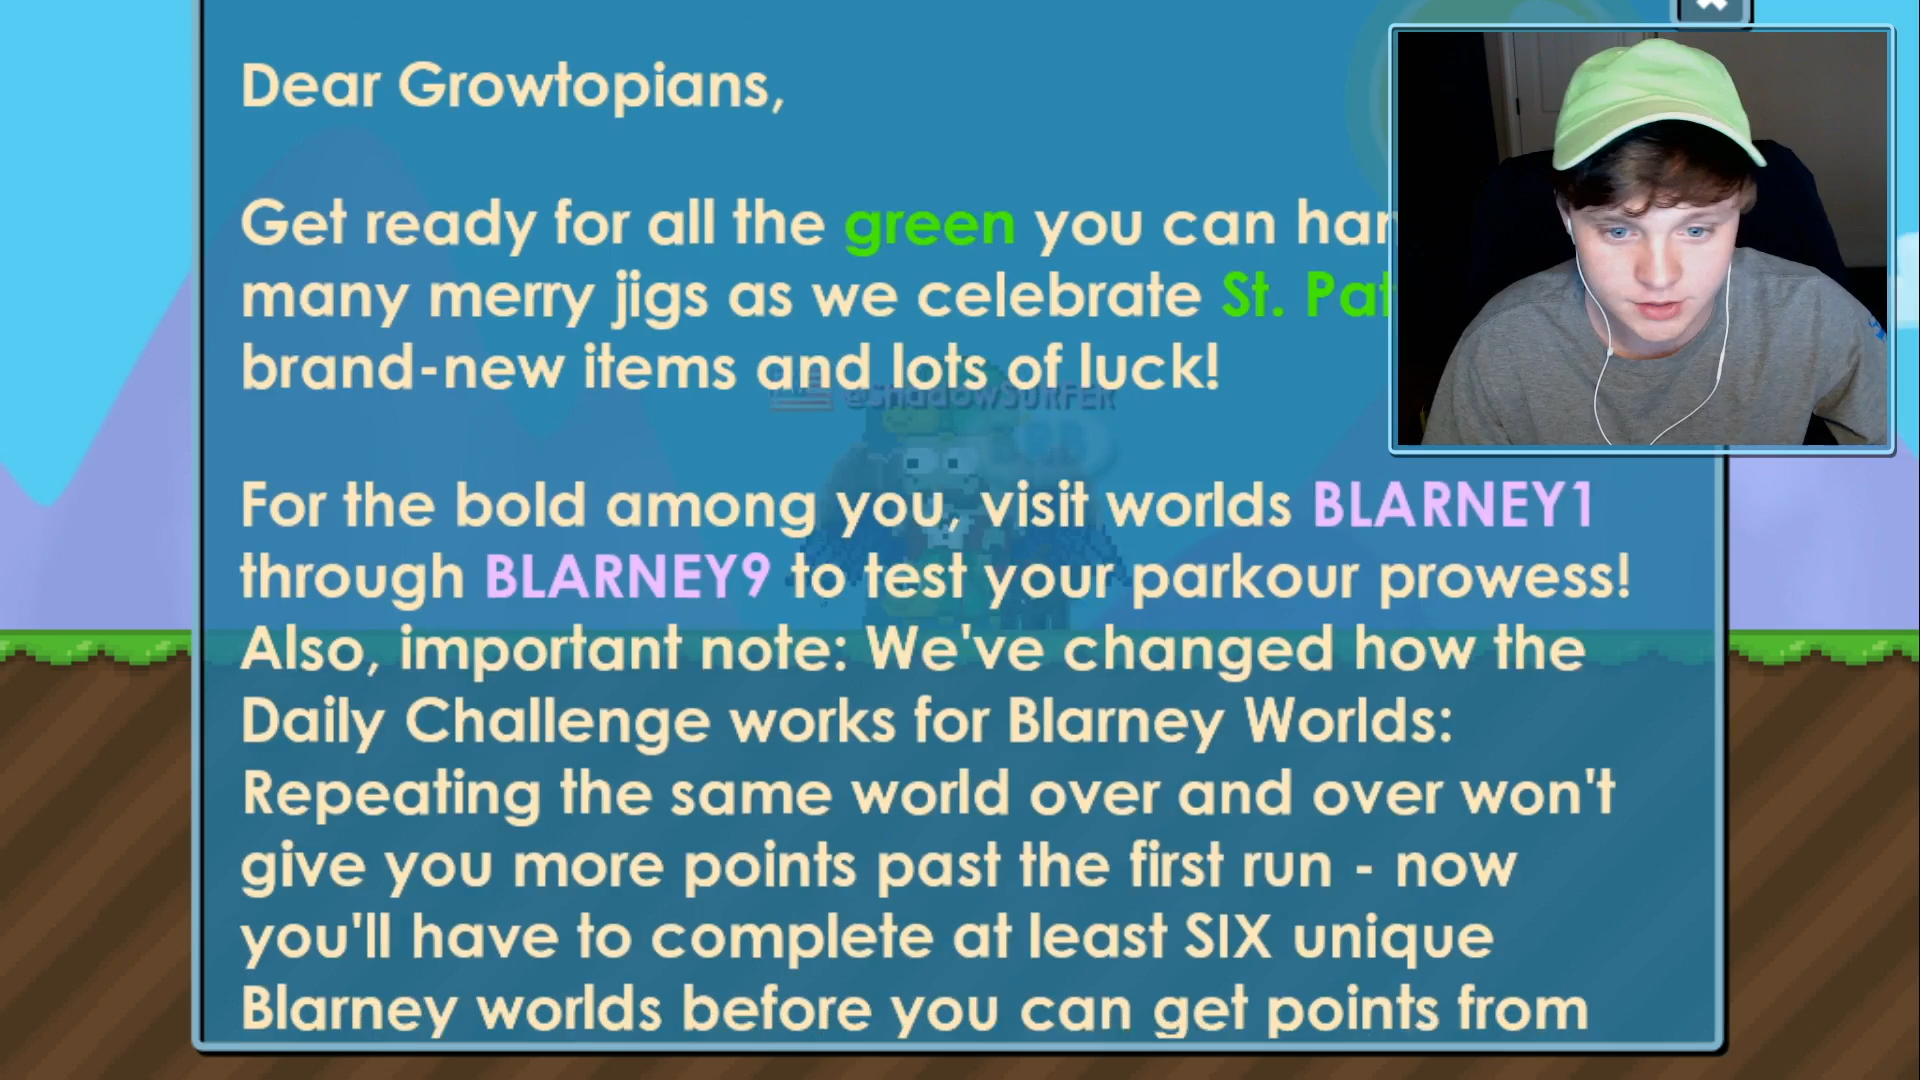 Dear Growtopians,
Get ready for all the green you can
many merry jigs as we celebrate St.
brand-new items and lots of luck!
@shadowSURFER
For the bold among you, visit worlds BLARNEY1
through BLARNEY9 to test your parkour prowess!
Also, important note: We've changed how the
Daily Challenge works for Blarney Worlds:
Repeating the same world over and over won't
give you more points past the first run - now
you'll have to complete at least SIX unique
Blarney worlds before you can get points from